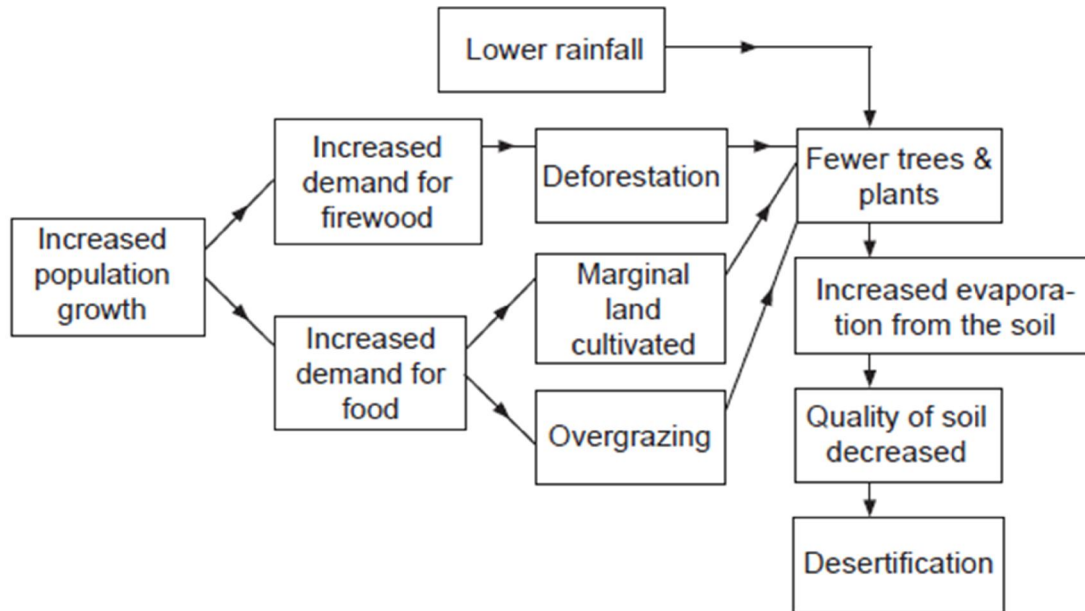 Lower rainfall
Increased
demand for
firewood
Deforestation
Fewer trees &
plants
Increased
population
growth
Marginal
land
cultivated
Increased evapora-
tion from the soil
Increased
demand for
food
Overgrazing
Quality of soil
decreased
Desertification